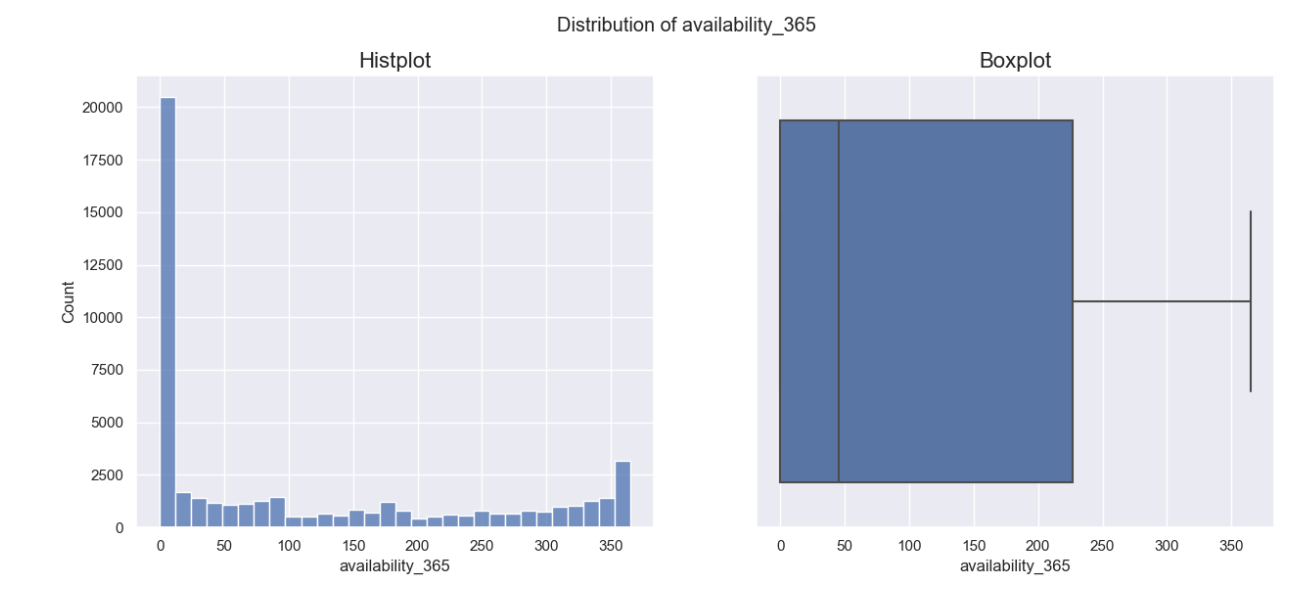 Distribution of availability_365
Histplot
20000
17500
15000
12500
10000
7500
5000
2500
0
Count
0 50 100 150 200 250 300 350
availability_365
Boxplot
0 50 100 150 200 250 300 350
availability_365